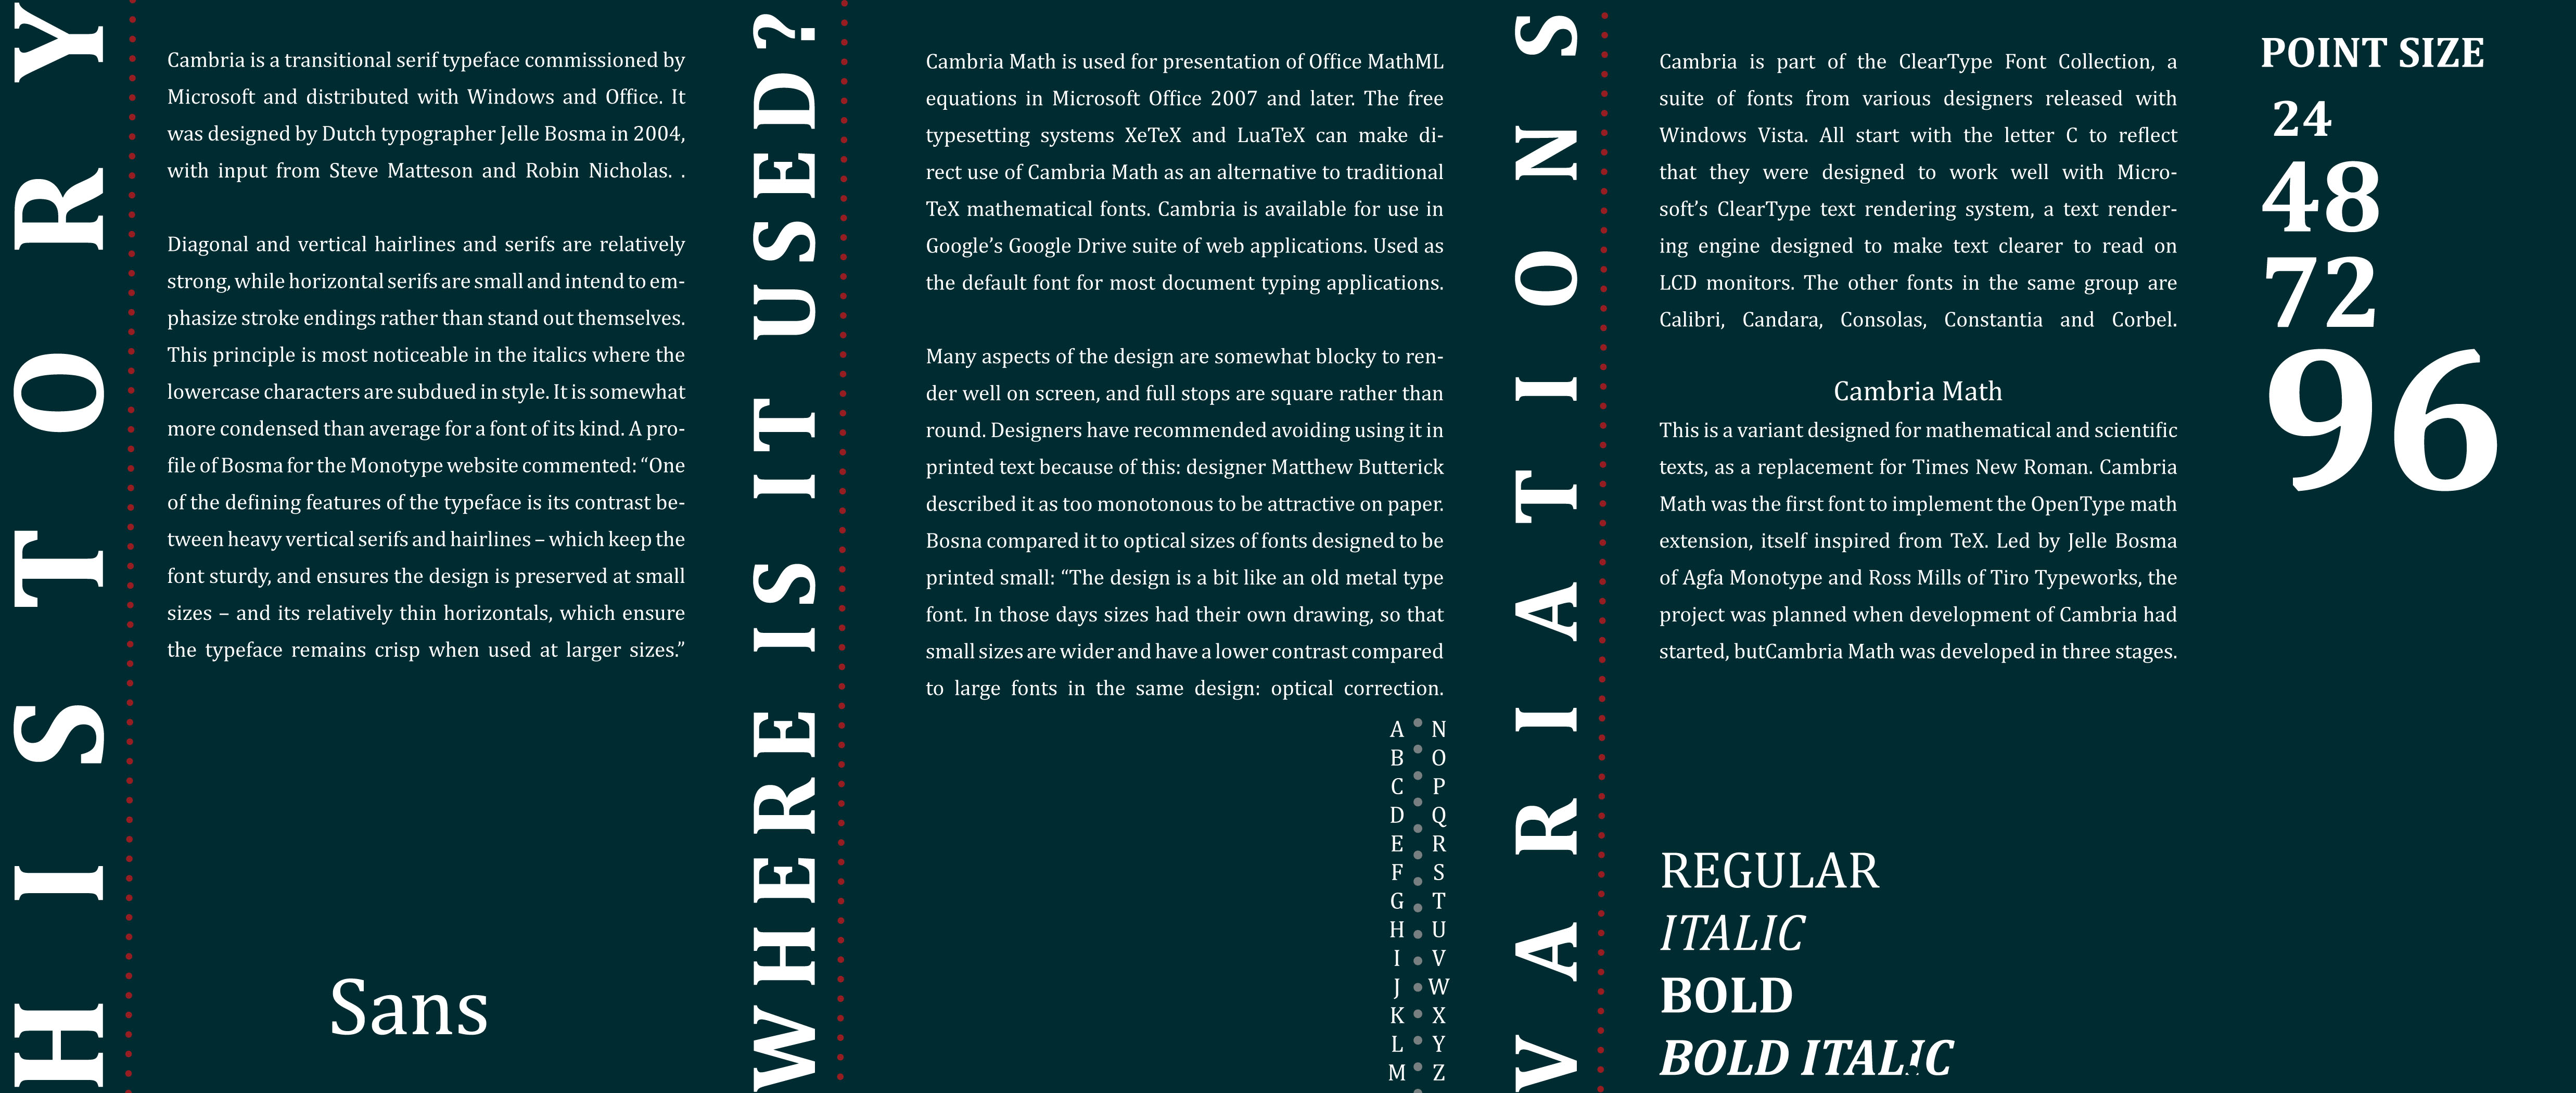 HISTORY
Cambria is a transitional serif typeface commissioned by
Microsoft and distributed with Windows and Office. It
was designed by Dutch typographer Jelle Bosma in 2004,
with input from Steve Matteson and Robin Nicholas. .
Diagonal and vertical hairlines and serifs are relatively
strong, while horizontal serifs are small and intend to em-
phasize stroke endings rather than stand out themselves.
This principle is most noticeable in the italics where the
lowercase characters are subdued in style. It is somewhat
more condensed than average for a font of its kind. A pro-
file of Bosma for the Monotype website commented: “One
of the defining features of the typeface is its contrast be-
tween heavy vertical serifs and hairlines – which keep the
font sturdy, and ensures the design is preserved at small
sizes – and its relatively thin horizontals, which ensure
the typeface remains crisp when used at larger sizes.”
Sans
WHERE IS IT USED?
Cambria Math is used for presentation of Office MathML
equations in Microsoft Office 2007 and later. The free
typesetting systems XeTeX and LuaTeX can make di-
rect use of Cambria Math as an alternative to traditional
TeX mathematical fonts. Cambria is available for use in
Google’s Google Drive suite of web applications. Used as
the default font for most document typing applications.
Many aspects of the design are somewhat blocky to ren-
der well on screen, and full stops are square rather than
round. Designers have recommended avoiding using it in
printed text because of this: designer Matthew Butterick
described it as too monotonous to be attractive on paper.
Bosna compared it to optical sizes of fonts designed to be
printed small: “The design is a bit like an old metal type
font. In those days sizes had their own drawing, so that
small sizes are wider and have a lower contrast compared
to large fonts in the same design: optical correction.
A N
B O
C P
D Q
E R
F S
G T
H U
I V
J W
K X
L Y
M Z
VARIATIONS
Cambria is part of the ClearType Font Collection, a
suite of fonts from various designers released with
Windows Vista. All start with the letter C to reflect
that they were designed to work well with Micro-
soft’s ClearType text rendering system, a text render-
ing engine designed to make text clearer to read on
LCD monitors. The other fonts in the same group are
Calibri, Candara, Consolas, Constantia and Corbel.
Cambria Math
This is a variant designed for mathematical and scientific
texts, as a replacement for Times New Roman. Cambria
Math was the first font to implement the OpenType math
extension, itself inspired from TeX. Led by Jelle Bosma
of Agfa Monotype and Ross Mills of Tiro Typeworks, the
project was planned when development of Cambria had
started, butCambria Math was developed in three stages.
REGULAR
ITALIC
BOLD
BOLD ITALIC
POINT SIZE
24
48
72
96